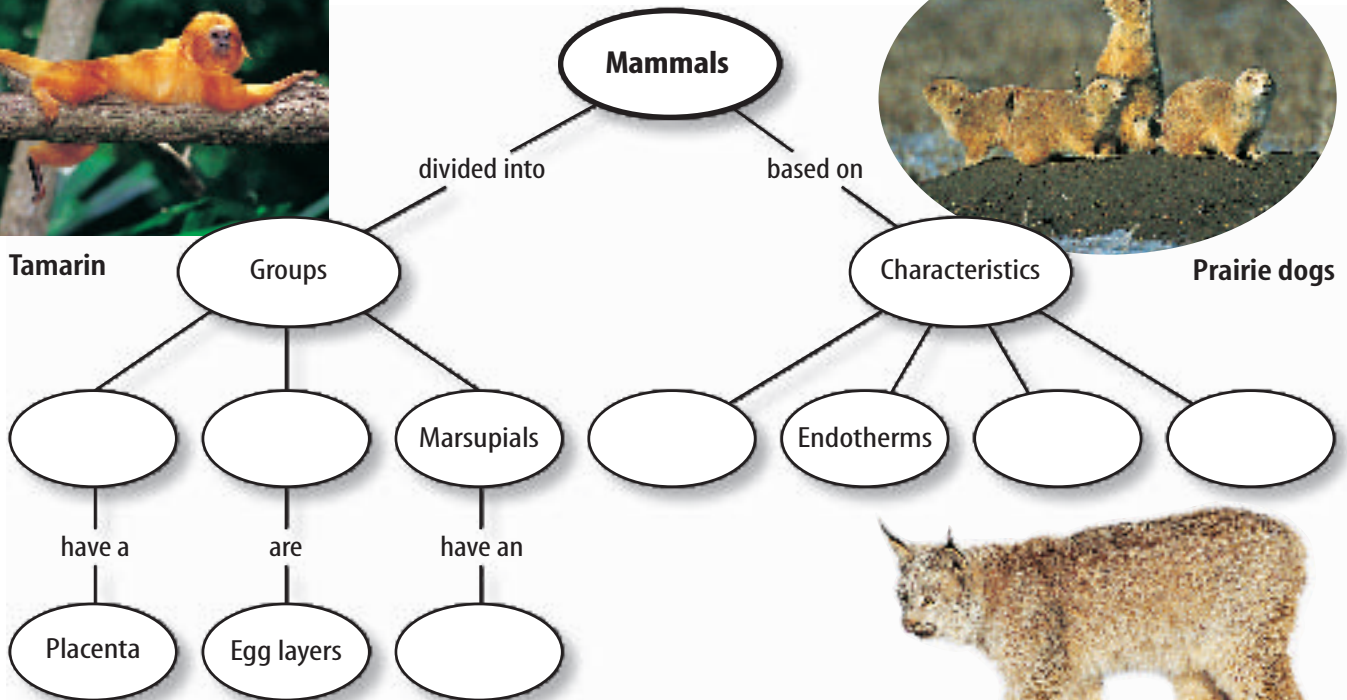 Mammals
divided into
based on
Tamarin
Groups
Characteristics
Prairie dogs
Marsupials
Endotherms
have a
are
have an
Placenta
Egg layers